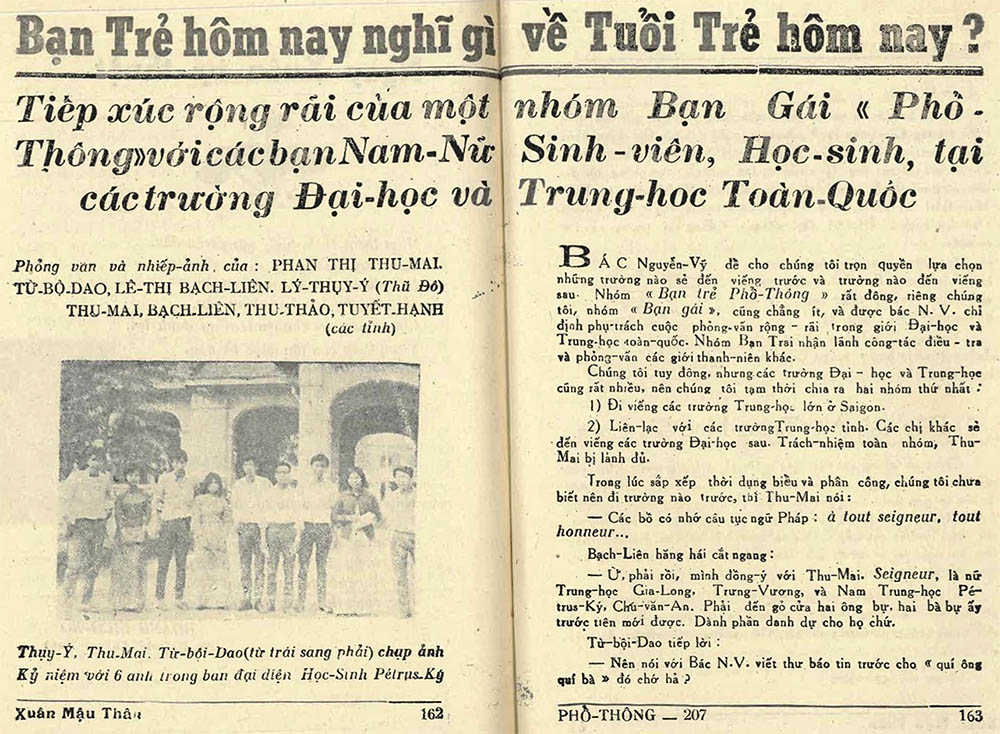 Bạn Trẻ hôm nay nghĩ gì về Tuổi Trẻ hôm nay ?
Tiếp xúc rộng rãi của một nhóm Bạn Gái « Phổ -
Thông» với các bạn Nam-Nữ Sinh-viên, Học-sinh, tại
các trường Đại-học và Trung-hoc Toàn-Quốc
Phỏng vấn và nhiếp-ảnh của : PHAN THỊ THU-MAI.
TỪ-BỘ-DAO, LÊ-THỊ BẠCH-LIÊN. LÝ-THỤY-Ý (Thủ Đô)
THU-MAI, BẠCH-LIÊN, THU-THẢO, TUYẾT-HẠNH
(các tỉnh)
Thụy-Ý, Thu-Mai. Từ-bội-Dao(từ trái sang phải) chụp ảnh
Kỷ niệm với 6 anh trong ban đại diện Học-Sinh Pétrus-Ký
Xuân Mậu Thân
162
BÁC Nguyễn-Vỹ để cho chúng tôi trọn quyền lựa chọn
những trường nào sẽ đến viếng trước và trường nào đến viếng
sau. Nhóm « Bạn trẻ Phổ-Thông » rất đông, riêng chúng
tôi, nhóm « Bạn gái », cũng chẳng ít, và được bác N. V. chỉ
định phụ-trách cuộc phỏng-vấn rộng - rãi trong giới Đại-học và
Trung-học toàn-quốc. Nhóm Bạn Trai nhận lãnh công-tác điều - tra
và phỏng-vấn các giới thanh-niên khác.
Chúng tôi tuy đông, nhưng các trường Đại - học và Trung-học
cũng rất nhiều, nên chúng tôi tạm thời chia ra hai nhóm thứ nhất :
1) Đi viếng các trường Trung-học lớn ở Saigon.
2) Liên-lạc với các trường Trung-học tỉnh. Các chị khác sẽ
đến viếng các trường Đại-học sau. Trách-nhiệm toàn nhóm, Thu-
Mai bị lảnh đủ.
Trong lúc sắp xếp thời dụng biểu và phân công, chúng tôi chưa
biết nên đi trường nào trước, thì Thu-Mai nói :
— Các bồ có nhớ câu tục ngữ Pháp : à tout seigneur, tout
honneur...
Bạch-Liên hăng hái cắt ngang :
— Ừ, phải rồi, mình đồng-ý với Thu-Mai. Seigneur, là nữ
Trung-học Gia-Long, Trưng-Vương, và Nam Trung-học Pé-
trus-Ký, Chu-văn-An. Phải đến gỏ cửa hai ông bự, hai bà bự ấy
trước tiên mới được. Dành phần danh dự cho họ chứ.
Từ-bội-Dao tiếp lời :
— Nên nói với Bác N.V. viết thư báo tin trước cho « quí ông
quí bà » đó chớ hả ?
PHỔ-THÔNG — 207
163